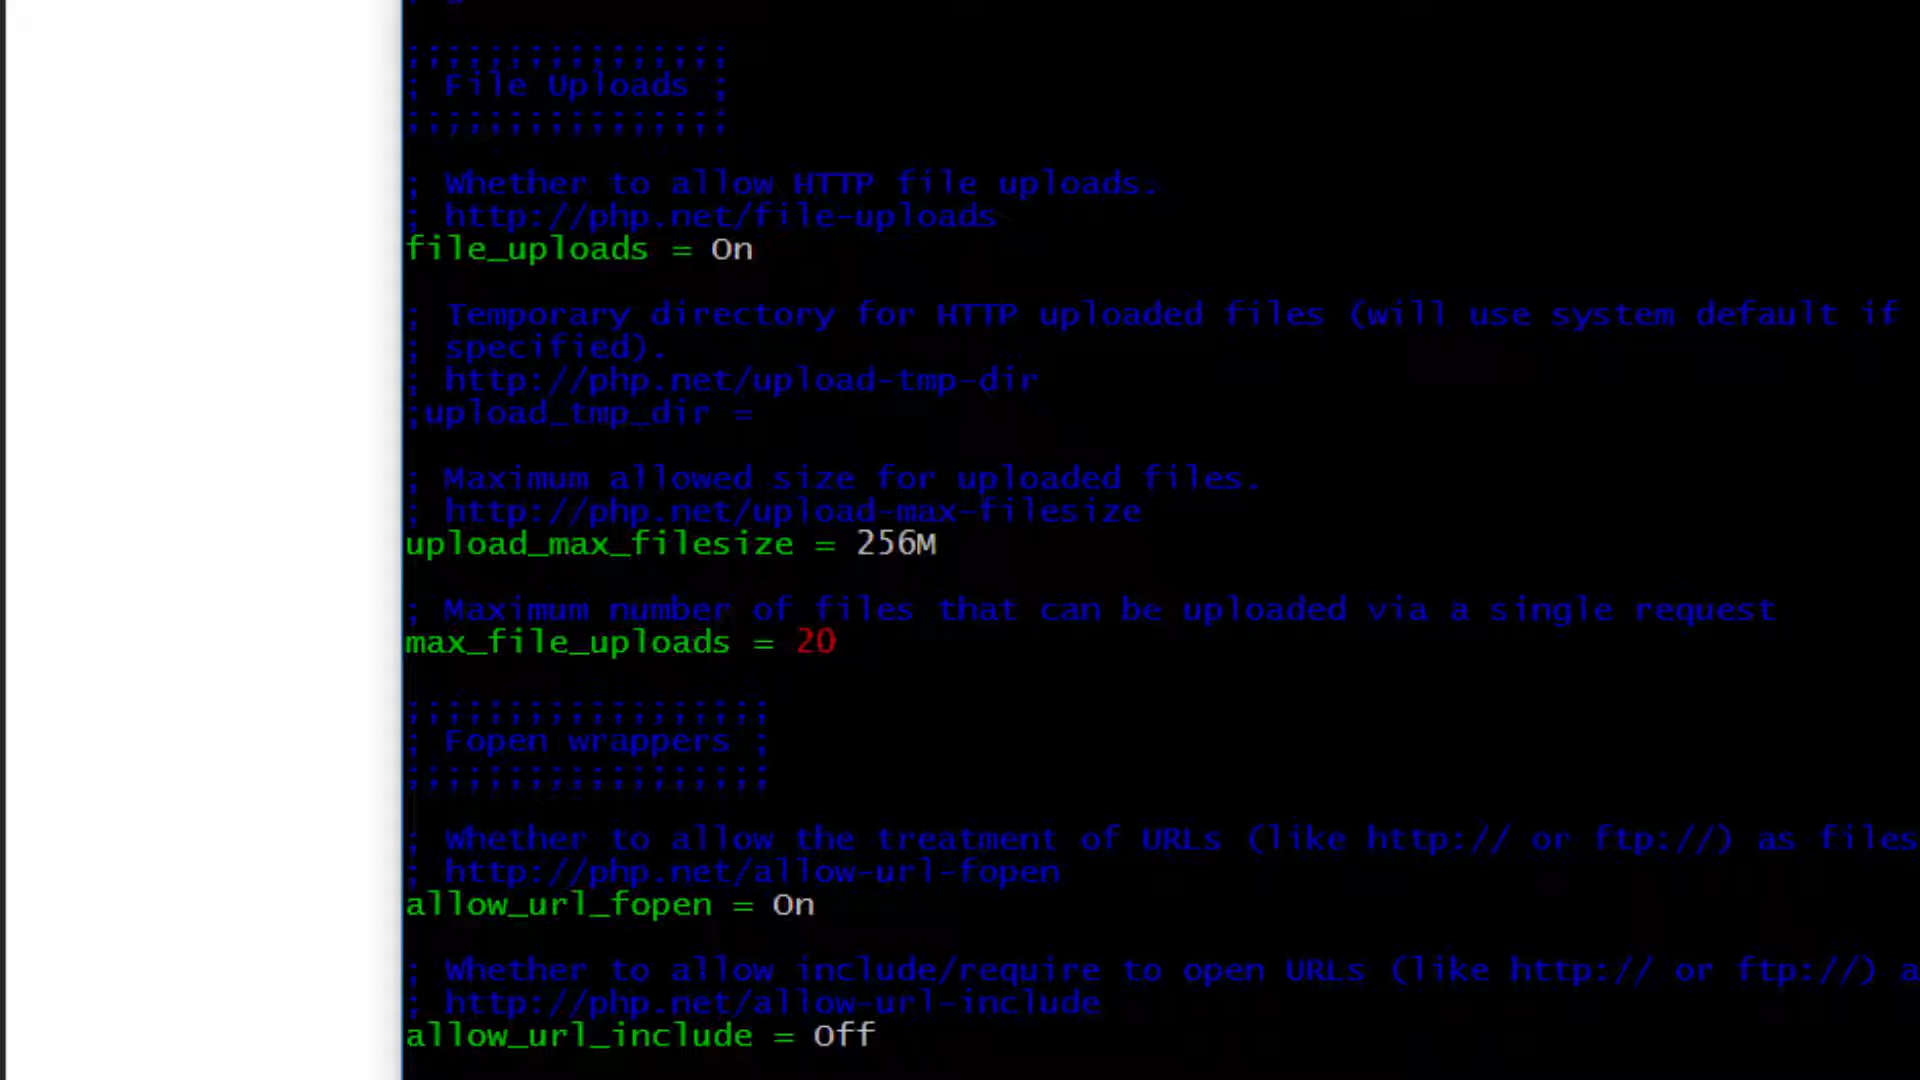 ;;;;;;;;;;;;;;;;
; File Uploads ;
;;;;;;;;;;;;;;;;
; Whether to allow HTTP file uploads.
; http://php.net/file-uploads
file_uploads = On
; Temporary directory for HTTP uploaded files (will use system default if
; specified).
; http://php.net/upload-tmp-dir
;upload_tmp_dir =
; Maximum allowed size for uploaded files.
; http://php.net/upload-max-filesize
upload_max_filesize = 256M
; Maximum number of files that can be uploaded via a single request
max_file_uploads = 20
;;;;;;;;;;;;;;;;;;
; Fopen wrappers ;
;;;;;;;;;;;;;;;;;;
; Whether to allow the treatment of URLs (like http:// or ftp://) as files
; http://php.net/allow-url-fopen
allow_url_fopen = On
; Whether to allow include/require to open URLs (like http:// or ftp://) a
; http://php.net/allow-url-include
allow_url_include = Off